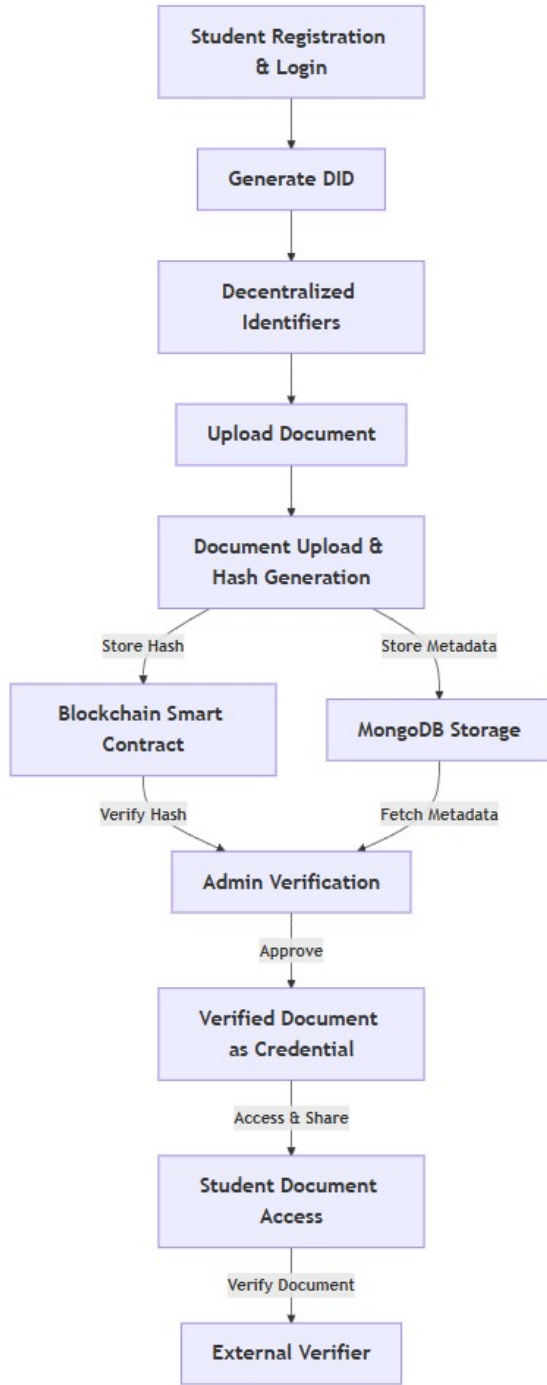 Student Registration
& Login
Generate DID
Decentralized
Identifiers
Upload Document
Document Upload &
Hash Generation
Store Hash
Store Metadata
Blockchain Smart
Contract
MongoDB Storage
Verify Hash
Fetch Metadata
Admin Verification
Approve
Verified Document
as Credential
Access & Share
Student Document
Access
Verify Document
External Verifier